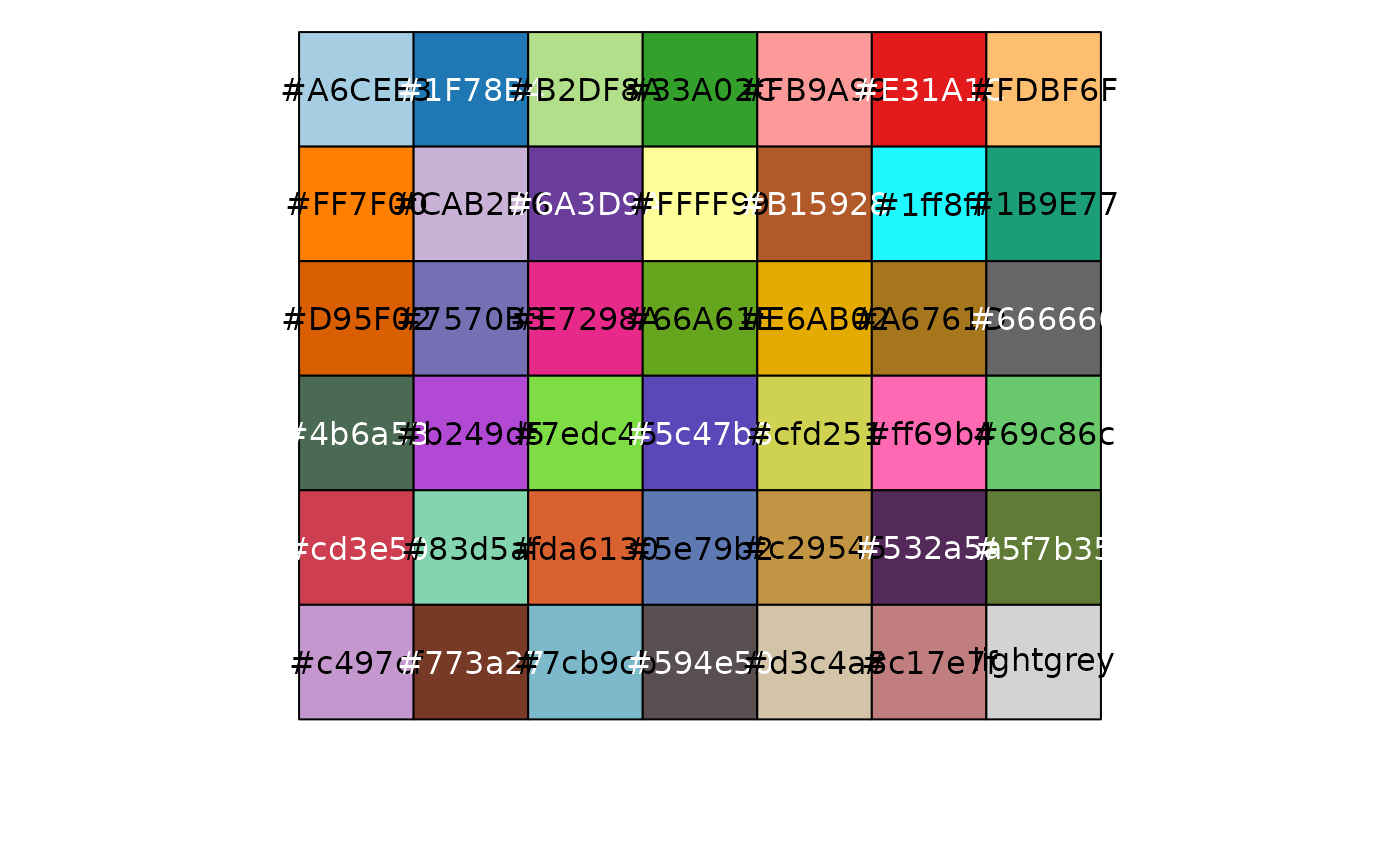 #A6CEE3 #1F78B4 #B2DF8A #33A02C #FB9A99 #E31A1C #FDBF6F
#FF7F00 #CAB2D6 #6A3D9A #FFFF99 #B15928 #1ff8ff #1B9E77
#D95F02 #7570B3 #E7298A #66A61E #E6AB02 #A6761D #666666
#4b6a53 #b249d5 #7edc45 #5c47b8 #cfd251 #ff69b4 #69c86c
#cd3e50 #83d5af #da6130 #5e79b2 #c29545 #532a5a #5f7b35
#c497cf #773a27 #7cb9cb #594e50 #d3c4a8 #c17e7f lightgrey